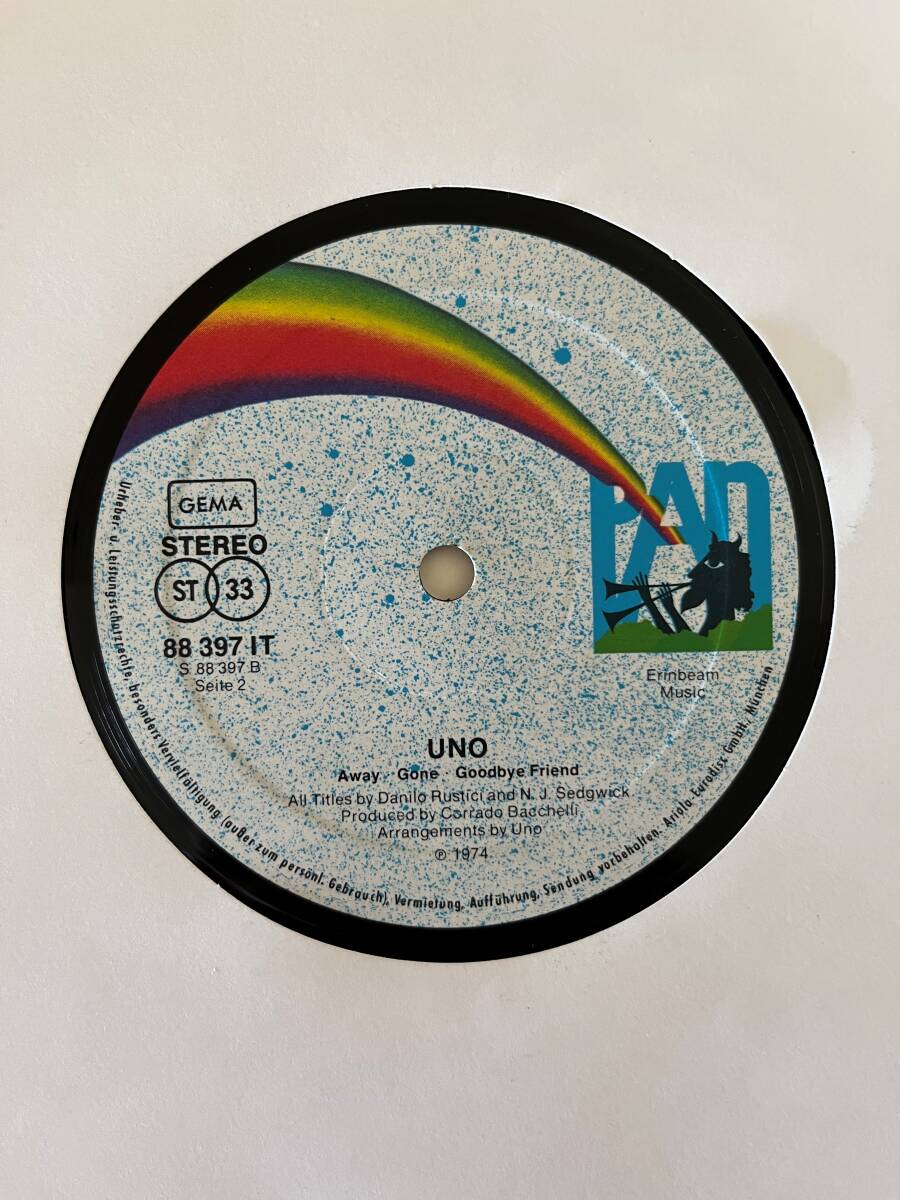 PAN
GEMA
STEREO
ST 33
88 397 IT
S 88 397 B
Seite 2
Erinbeam
Music
UNO
Away · Gone · Goodbye Friend
All Titles by Danilo Rustici and N. J. Sedgwick
Produced by Corrado Bacchelli
Arrangements by Uno
℗ 1974
Urheber- u. Leistungsschutzrechte, besonders Vervielfältigung (außer zum persönl. Gebrauch), Vermietung, Aufführung, Sendung vorbehalten. Ariola-Eurodisc GmbH. München